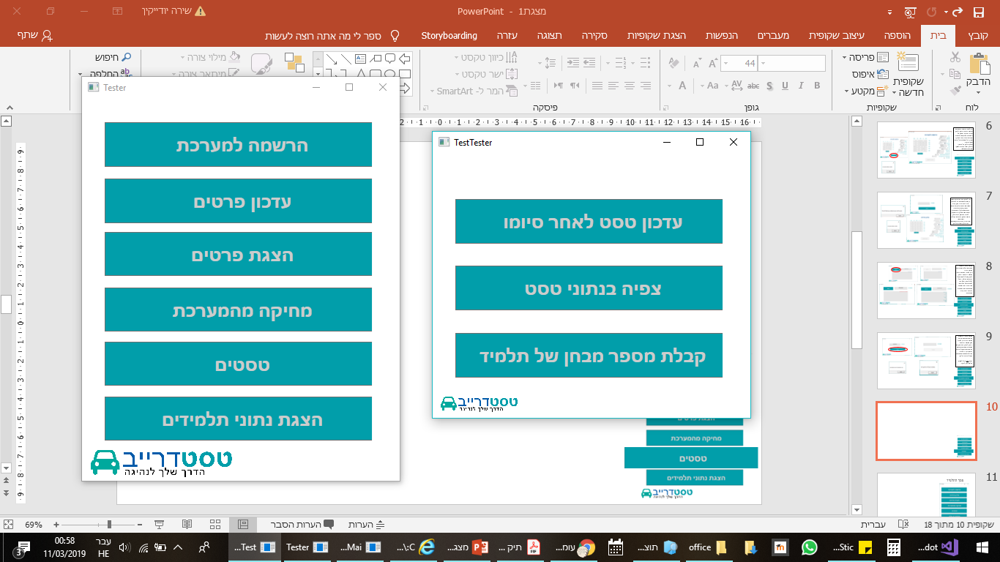 מצגת1 - PowerPoint
שירה יודייקין
קובץ
בית
הוספה
עיצוב שקופית
מעברים
הנפשות
הצגת שקופיות
סקירה
תצוגה
עזרה
Storyboarding
ספר לי מה אתה רוצה לעשות
שתף
הדבק
לוח
שקופית חדשה
פריסה
איפוס
מקטע
שקופיות
44
גופן
כיוון טקסט
ישר טקסט
המר ל- SmartArt
פיסקה
מילוי צורה
מיתאר צורה
חיפוש
החלפה
Tester
הרשמה למערכת
עדכון פרטים
הצגת פרטים
מחיקה מהמערכת
טסטים
הצגת נתוני תלמידים
טסטדרייב
הדרך שלך לנהיגה
TestTester
עדכון טסט לאחר סיומו
צפיה בנתוני טסט
קבלת מספר מבחן של תלמיד
טסטדרייב
הדרך שלך לנהיגה
הצגת פרטים
מחיקה מהמערכת
טסטים
הצגת נתוני תלמידים
טסטדרייב
הדרך שלך לנהיגה
6
7
8
9
10
11
שקופית 10 מתוך 18
עברית
הערות
הערות הסבר
69%
dot...
Stic...
office
תוצ...
עומ...
תיק ...
מצג...
C:\...
Mai...
Tester
Test...
עבר
HE
00:58
11/03/2019
3